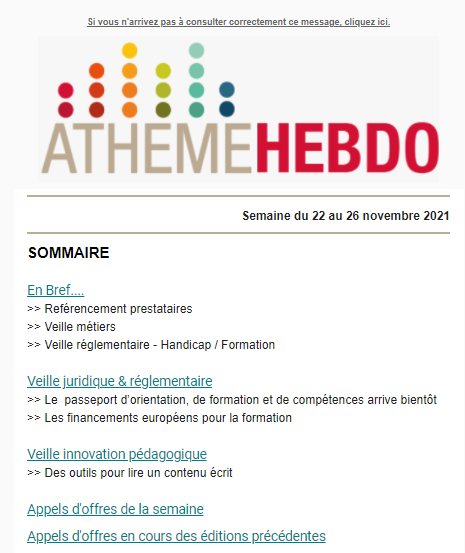 Si vous n'arrivez pas à consulter correctement ce message, cliquez ici.
ATHEMEHEBDO
Semaine du 22 au 26 novembre 2021
SOMMAIRE
En Bref....
>> Reférencement prestataires
>> Veille métiers
>> Veille réglementaire - Handicap / Formation
Veille juridique & réglementaire
>> Le passeport d'orientation, de formation et de compétences arrive bientôt
>> Les financements européens pour la formation
Veille innovation pédagogique
>> Des outils pour lire un contenu écrit
Appels d'offres de la semaine
Appels d'offres en cours des éditions précédentes